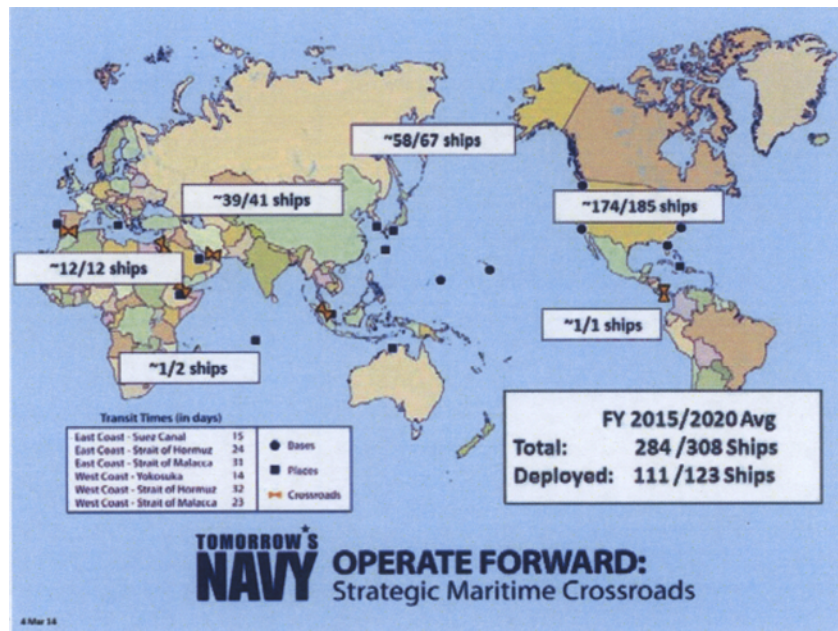 ~58/67 ships
~39/41 ships
~174/185 ships
~12/12 ships
~1/1 ships
~1/2 ships
FY 2015/2020 Avg
Total: 284 /308 Ships
Deployed: 111 /123 Ships
Transit Times (in days)
East Coast - Suez Canal 15
East Coast - Strait of Hormuz 24
East Coast - Strait of Malacca 31
West Coast - Yokosuka 14
West Coast - Strait of Hormuz 32
West Coast - Strait of Malacca 23
Bases
Places
Crossroads
TOMORROW'S
NAVY
OPERATE FORWARD:
Strategic Maritime Crossroads
4 Mar 14